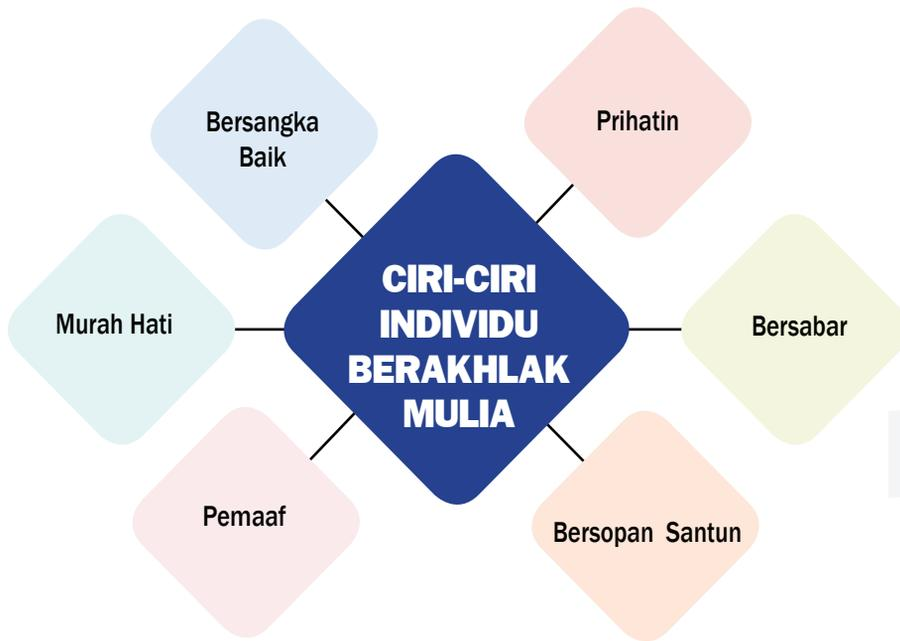 Bersangka
Baik
Prihatin
Murah Hati
CIRI-CIRI
INDIVIDU
BERAKHLAK
MULIA
Bersabar
Pemaaf
Bersopan Santun